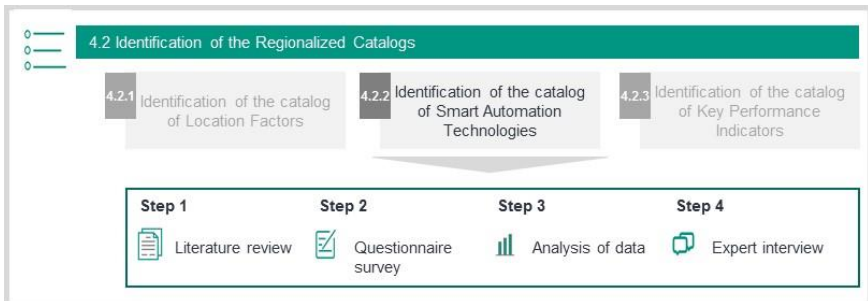 4.2 Identification of the Regionalized Catalogs
4.2.1
Identification of the catalog
of Location Factors
4.2.2
Identification of the catalog
of Smart Automation
Technologies
4.2.3
Identification of the catalog
of Key Performance
Indicators
Step 1
Literature review
Step 2
Questionnaire
survey
Step 3
Analysis of data
Step 4
Expert interview